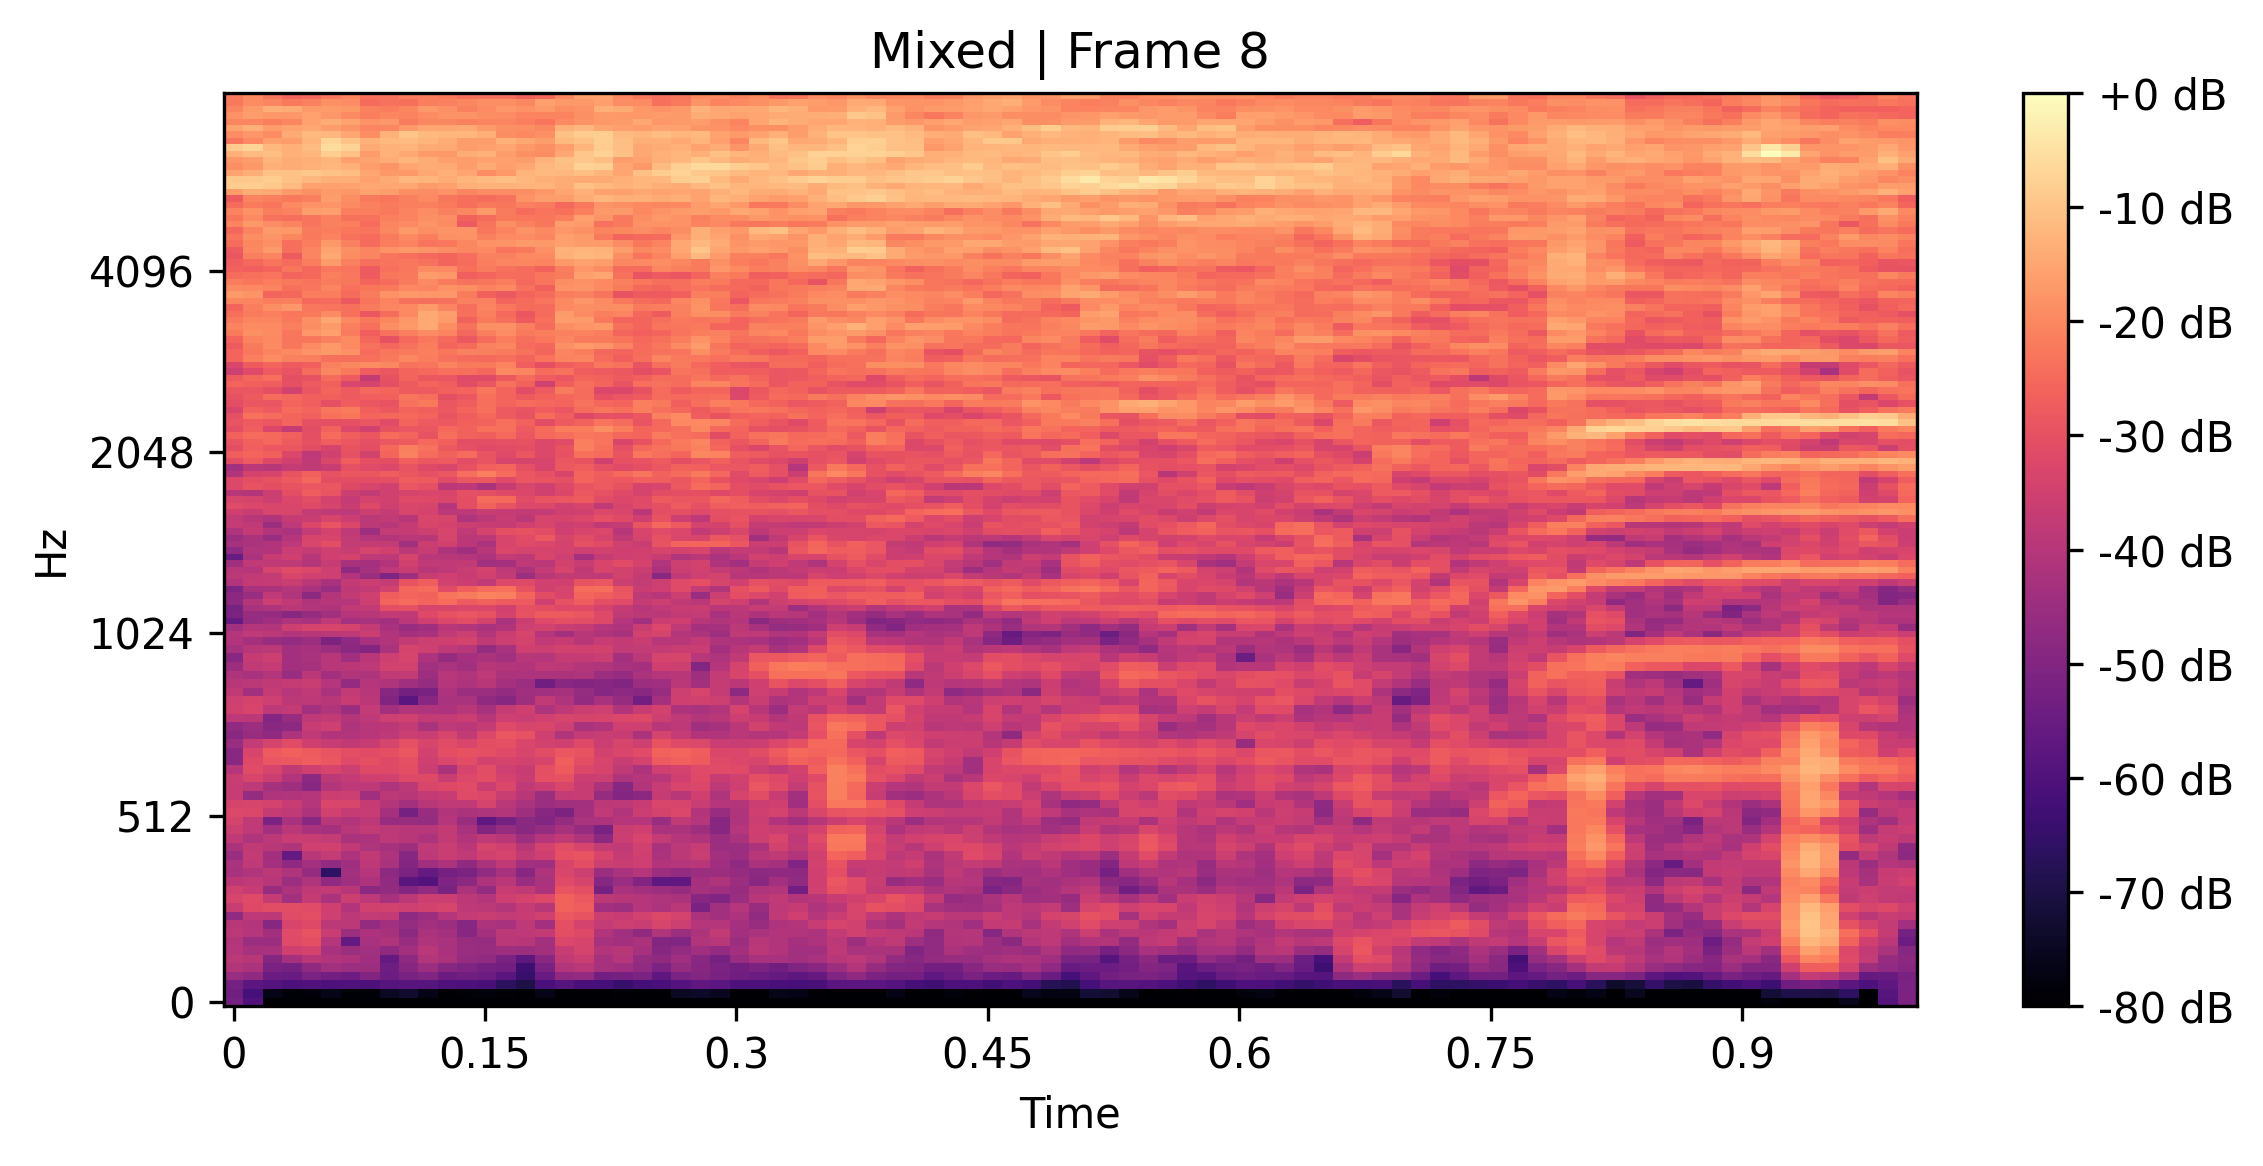 Mixed | Frame 8
Hz
4096
2048
1024
512
0
0
0.15
0.3
0.45
0.6
0.75
0.9
Time
+0 dB
-10 dB
-20 dB
-30 dB
-40 dB
-50 dB
-60 dB
-70 dB
-80 dB